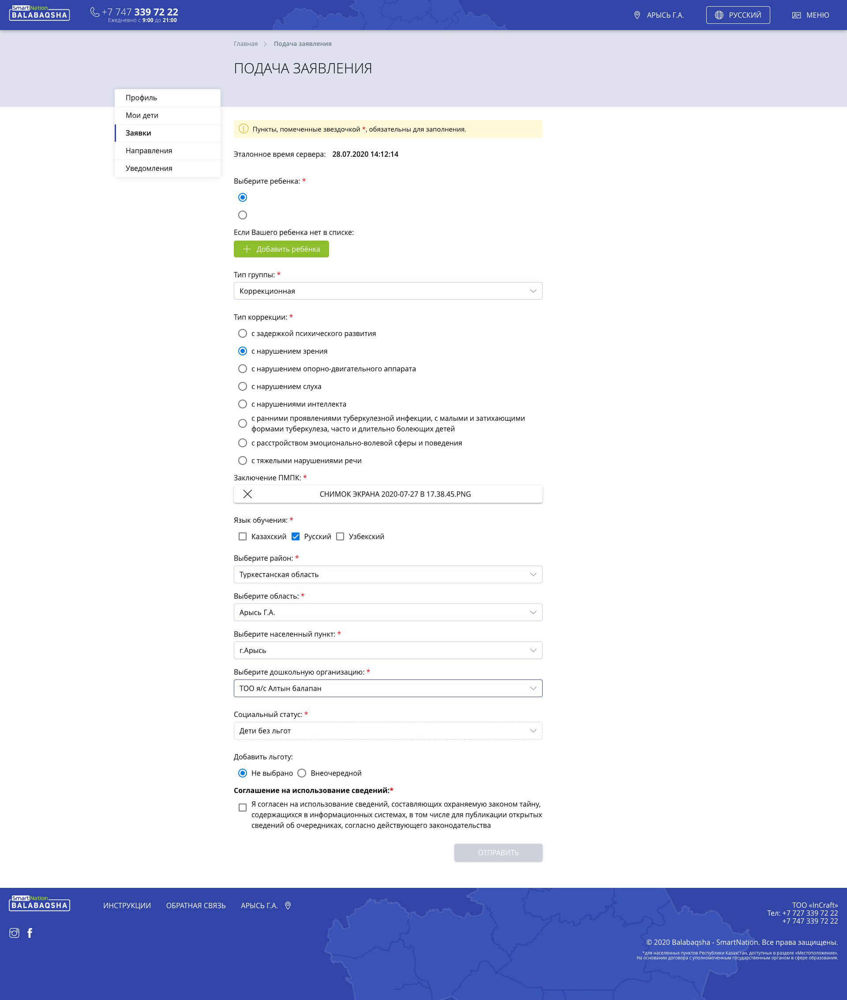 SmartNation
BALABAQSHA
+7 747 339 72 22
Ежедневно с 9:00 до 21:00
АРЫСЬ Г.А.
РУССКИЙ
МЕНЮ
Главная
Подача заявления
ПОДАЧА ЗАЯВЛЕНИЯ
Профиль
Мои дети
Заявки
Направления
Уведомления
Пункты, помеченные звездочкой *, обязательны для заполнения.
Эталонное время сервера: 28.07.2020 14:12:14
Выберите ребенка: *
Если Вашего ребенка нет в списке:
Добавить ребёнка
Тип группы: *
Коррекционная
Тип коррекции: *
с задержкой психического развития
с нарушением зрения
с нарушением опорно-двигательного аппарата
с нарушением слуха
с нарушениями интеллекта
с ранними проявлениями туберкулезной инфекции, с малыми и затихающими
формами туберкулеза, часто и длительно болеющих детей
с расстройством эмоционально-волевой сферы и поведения
с тяжелыми нарушениями речи
Заключение ПМПК: *
СНИМОК ЭКРАНА 2020-07-27 В 17.38.45.PNG
Язык обучения: *
Казахский Русский Узбекский
Выберите район: *
Туркестанская область
Выберите область: *
Арысь Г.А.
Выберите населенный пункт: *
г.Арысь
Выберите дошкольную организацию: *
ТОО я/с Алтын балапан
Социальный статус: *
Дети без льгот
Добавить льготу:
Не выбрано Внеочередной
Соглашение на использование сведений:*
Я согласен на использование сведений, составляющих охраняемую законом тайну,
содержащихся в информационных системах, в том числе для публикации открытых
сведений об очередниках, согласно действующего законодательства
ОТПРАВИТЬ
SmartNation
BALABAQSHA
ИНСТРУКЦИИ
ОБРАТНАЯ СВЯЗЬ
АРЫСЬ Г.А.
ТОО «InCraft»
Тел: +7 727 339 72 22
+7 747 339 72 22
© 2020 Balabaqsha - SmartNation. Все права защищены.
*для населенных пунктов Республики Казахстан, доступных в разделе «Местоположение».
На основании договора с уполномоченным государственным органом в сфере образования.